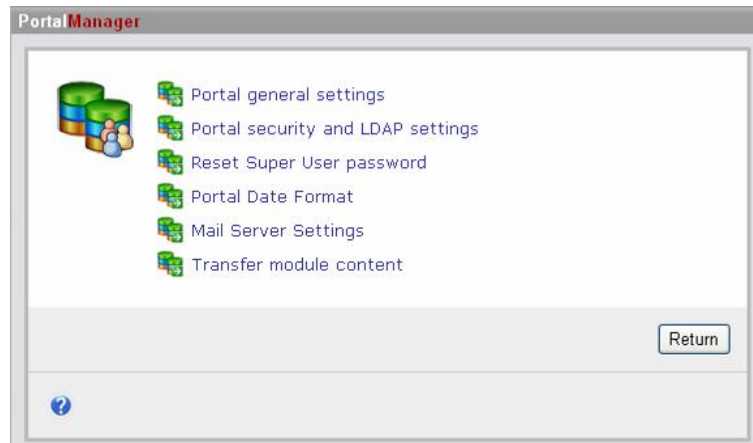 PortalManager
Portal general settings
Portal security and LDAP settings
Reset Super User password
Portal Date Format
Mail Server Settings
Transfer module content
Return
?